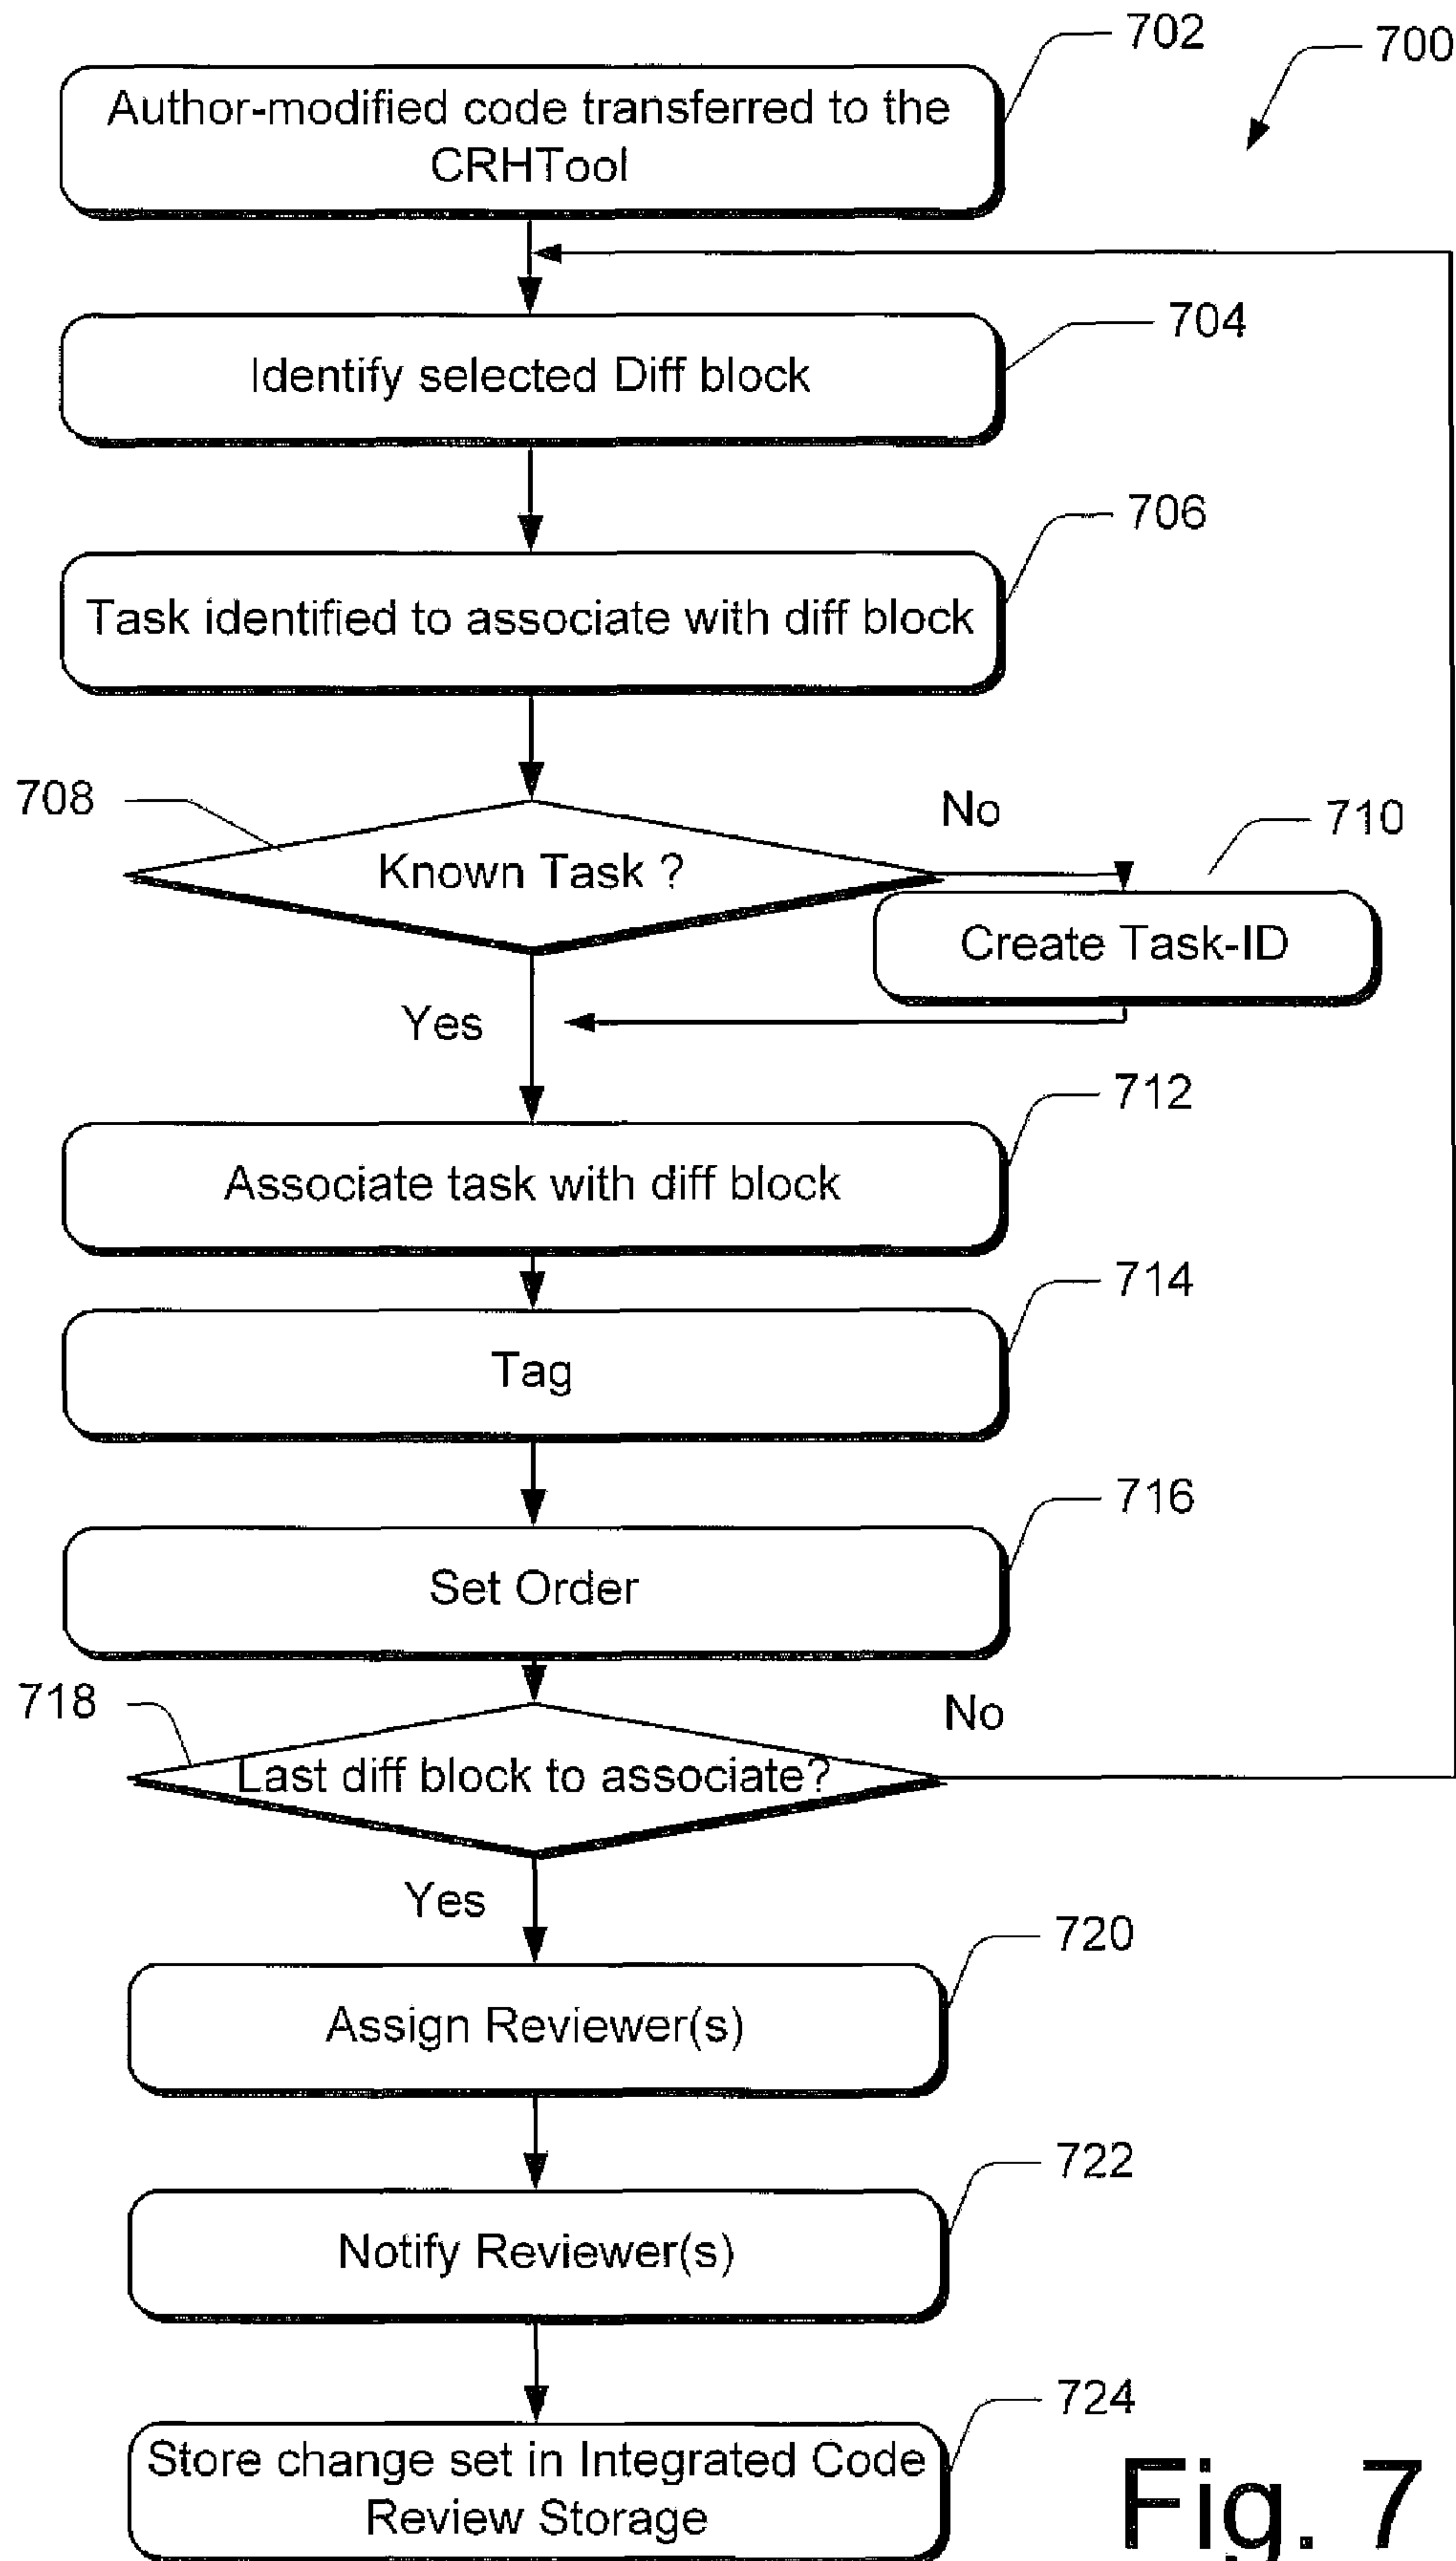 702
700
Author-modified code transferred to the
CRHTool
704
Identify selected Diff block
706
Task identified to associate with diff block
708
No
710
Known Task ?
Create Task-ID
Yes
712
Associate task with diff block
714
Tag
716
Set Order
718
No
Last diff block to associate?
Yes
720
Assign Reviewer(s)
722
Notify Reviewer(s)
724
Store change set in Integrated Code
Review Storage
Fig. 7